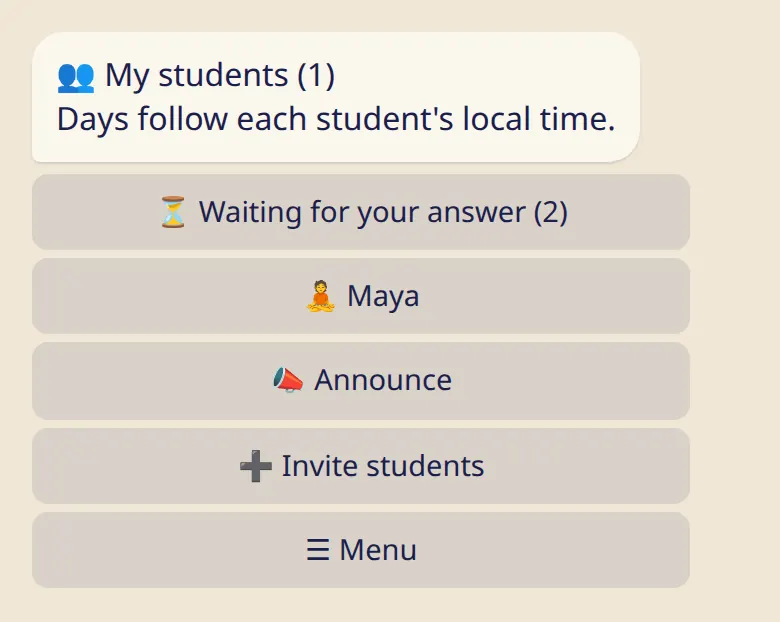 👥 My students (1)
Days follow each student's local time.
⏳ Waiting for your answer (2)
🧘 Maya
📣 Announce
➕ Invite students
☰ Menu